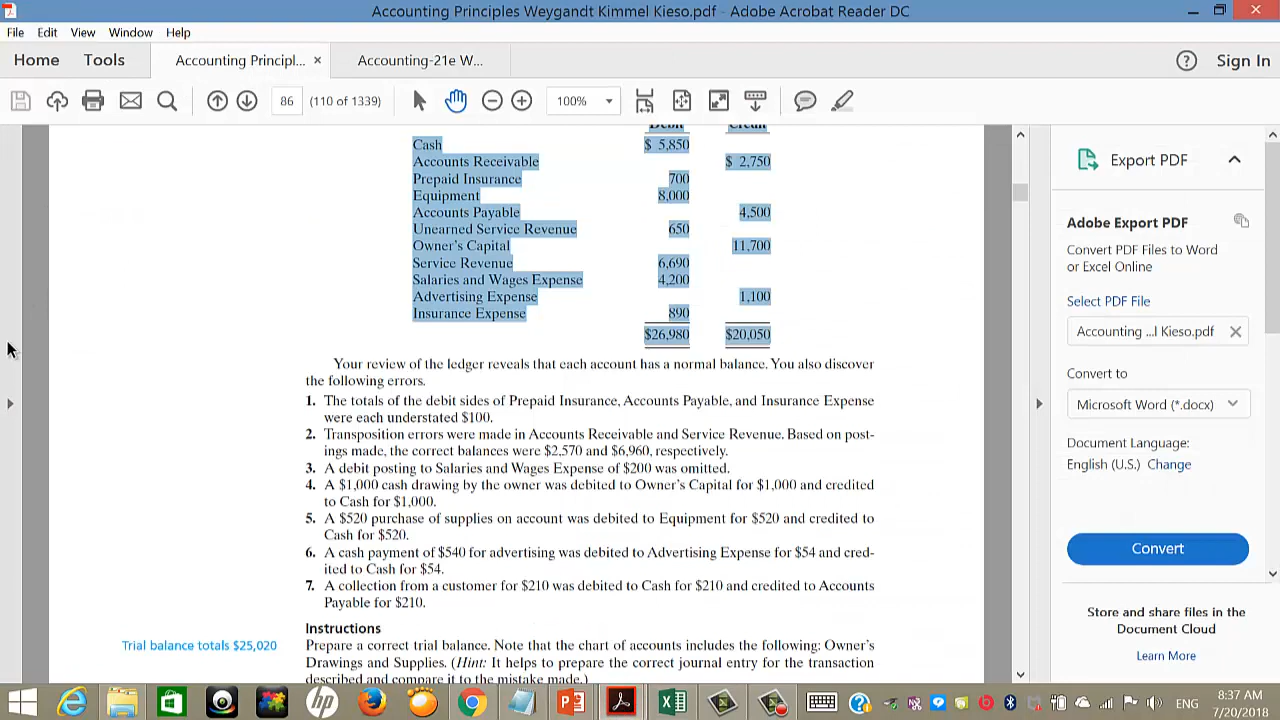 Accounting Principles Weygandt Kimmel Kieso.pdf - Adobe Acrobat Reader DC
File Edit View Window Help
Home Tools Accounting Principl... × Accounting-21e W... ? Sign In
86 (110 of 1339) 100%
Debit Credit
Cash $ 5,850
Accounts Receivable $ 2,750
Prepaid Insurance 700
Equipment 8,000
Accounts Payable 4,500
Unearned Service Revenue 650
Owner's Capital 11,700
Service Revenue 6,690
Salaries and Wages Expense 4,200
Advertising Expense 1,100
Insurance Expense 890
$26,980 $20,050
Your review of the ledger reveals that each account has a normal balance. You also discover
the following errors.
1. The totals of the debit sides of Prepaid Insurance, Accounts Payable, and Insurance Expense
were each understated $100.
2. Transposition errors were made in Accounts Receivable and Service Revenue. Based on post-
ings made, the correct balances were $2,570 and $6,960, respectively.
3. A debit posting to Salaries and Wages Expense of $200 was omitted.
4. A $1,000 cash drawing by the owner was debited to Owner's Capital for $1,000 and credited
to Cash for $1,000.
5. A $520 purchase of supplies on account was debited to Equipment for $520 and credited to
Cash for $520.
6. A cash payment of $540 for advertising was debited to Advertising Expense for $54 and cred-
ited to Cash for $54.
7. A collection from a customer for $210 was debited to Cash for $210 and credited to Accounts
Payable for $210.
Instructions
Trial balance totals $25,020
Prepare a correct trial balance. Note that the chart of accounts includes the following: Owner's
Drawings and Supplies. (Hint: It helps to prepare the correct journal entry for the transaction
described and compare it to the mistake made.)
Export PDF
Adobe Export PDF
Convert PDF Files to Word
or Excel Online
Select PDF File
Accounting ...l Kieso.pdf
Convert to
Microsoft Word (*.docx)
Document Language:
English (U.S.) Change
Convert
Store and share files in the
Document Cloud
Learn More
ENG
8:37 AM
7/20/2018